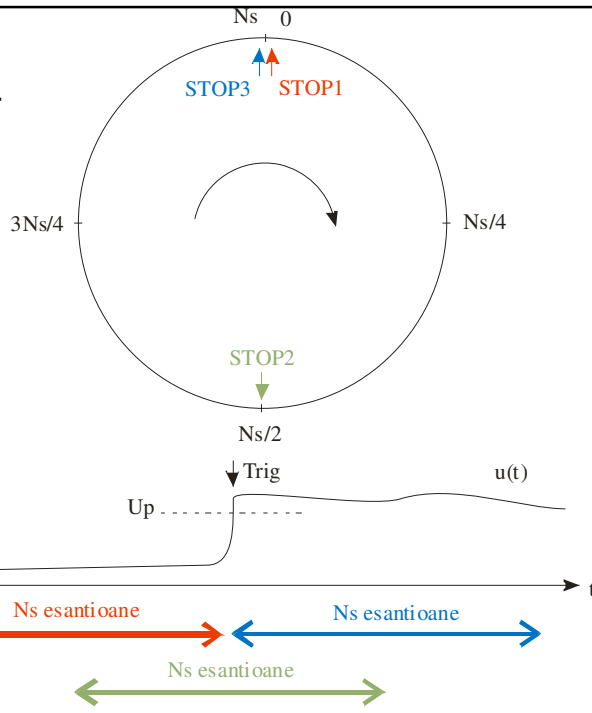 Ns 0
STOP3 STOP1
3Ns/4 Ns/4
STOP2
Ns/2
Trig u(t)
Up
t
Ns esantioane Ns esantioane
Ns esantioane